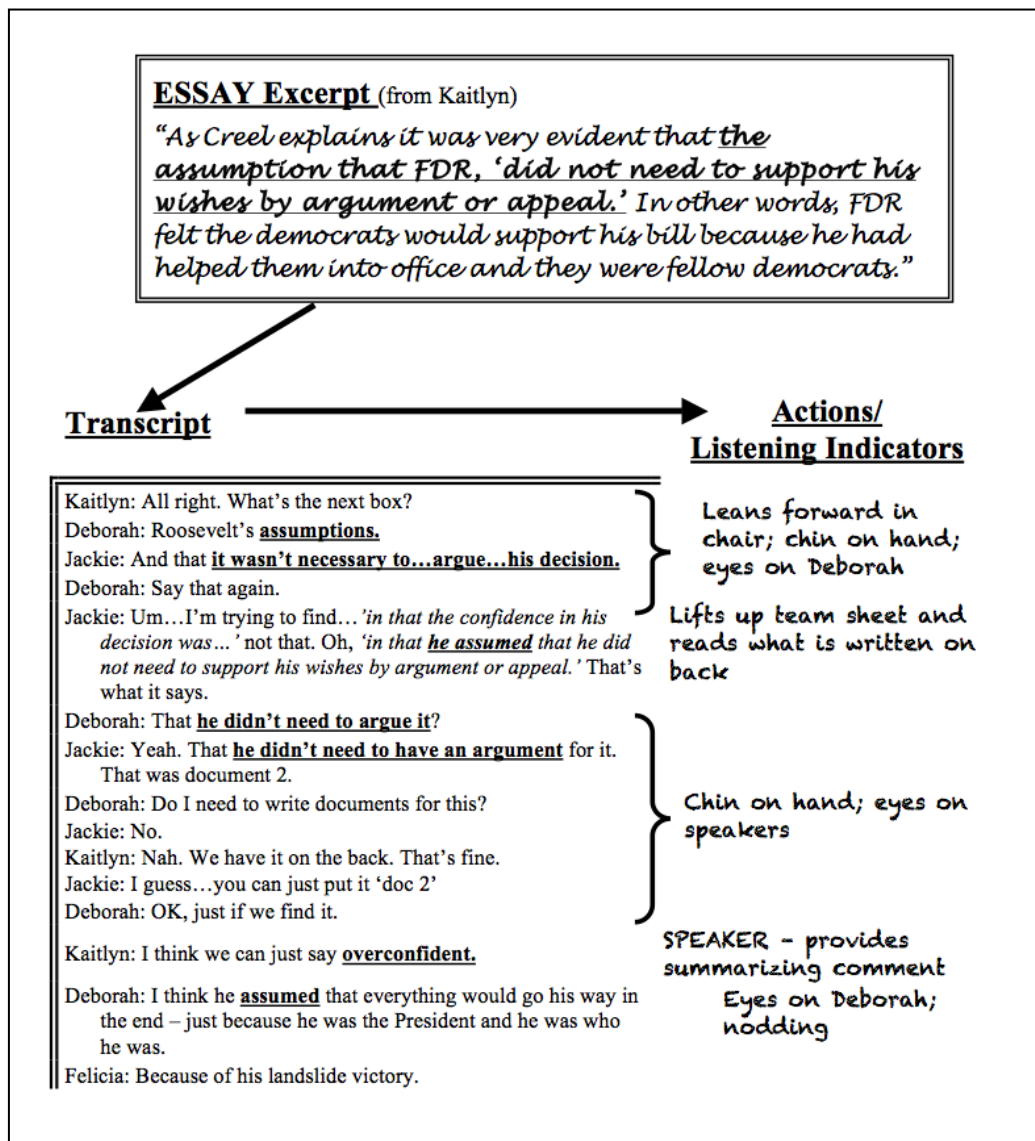 ESSAY Excerpt (from Kaitlyn)
“As Creel explains it was very evident that the
assumption that FDR, ‘did not need to support his
wishes by argument or appeal.’ In other words, FDR
felt the democrats would support his bill because he had
helped them into office and they were fellow democrats.”
Transcript
Actions/
Listening Indicators
Kaitlyn: All right. What’s the next box?
Deborah: Roosevelt’s assumptions.
Jackie: And that it wasn’t necessary to…argue…his decision.
Deborah: Say that again.
Jackie: Um…I’m trying to find…’in that the confidence in his
decision was…’ not that. Oh, ‘in that he assumed that he did
not need to support his wishes by argument or appeal.’ That’s
what it says.
Deborah: That he didn’t need to argue it?
Jackie: Yeah. That he didn’t need to have an argument for it.
That was document 2.
Deborah: Do I need to write documents for this?
Jackie: No.
Kaitlyn: Nah. We have it on the back. That’s fine.
Jackie: I guess…you can just put it ‘doc 2’
Deborah: OK, just if we find it.
Kaitlyn: I think we can just say overconfident.
Deborah: I think he assumed that everything would go his way in
the end – just because he was the President and he was who
he was.
Felicia: Because of his landslide victory.
Leans forward in
chair; chin on hand;
eyes on Deborah
Lifts up team sheet and
reads what is written on
back
Chin on hand; eyes on
speakers
SPEAKER – provides
summarizing comment
Eyes on Deborah;
nodding